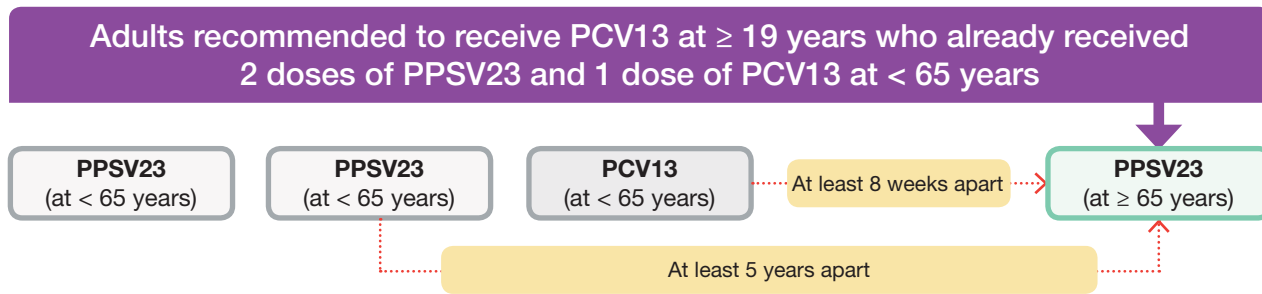 Adults recommended to receive PCV13 at ≥ 19 years who already received
2 doses of PPSV23 and 1 dose of PCV13 at < 65 years
PPSV23
(at < 65 years)
PPSV23
(at < 65 years)
PCV13
(at < 65 years)
At least 8 weeks apart
PPSV23
(at ≥ 65 years)
At least 5 years apart